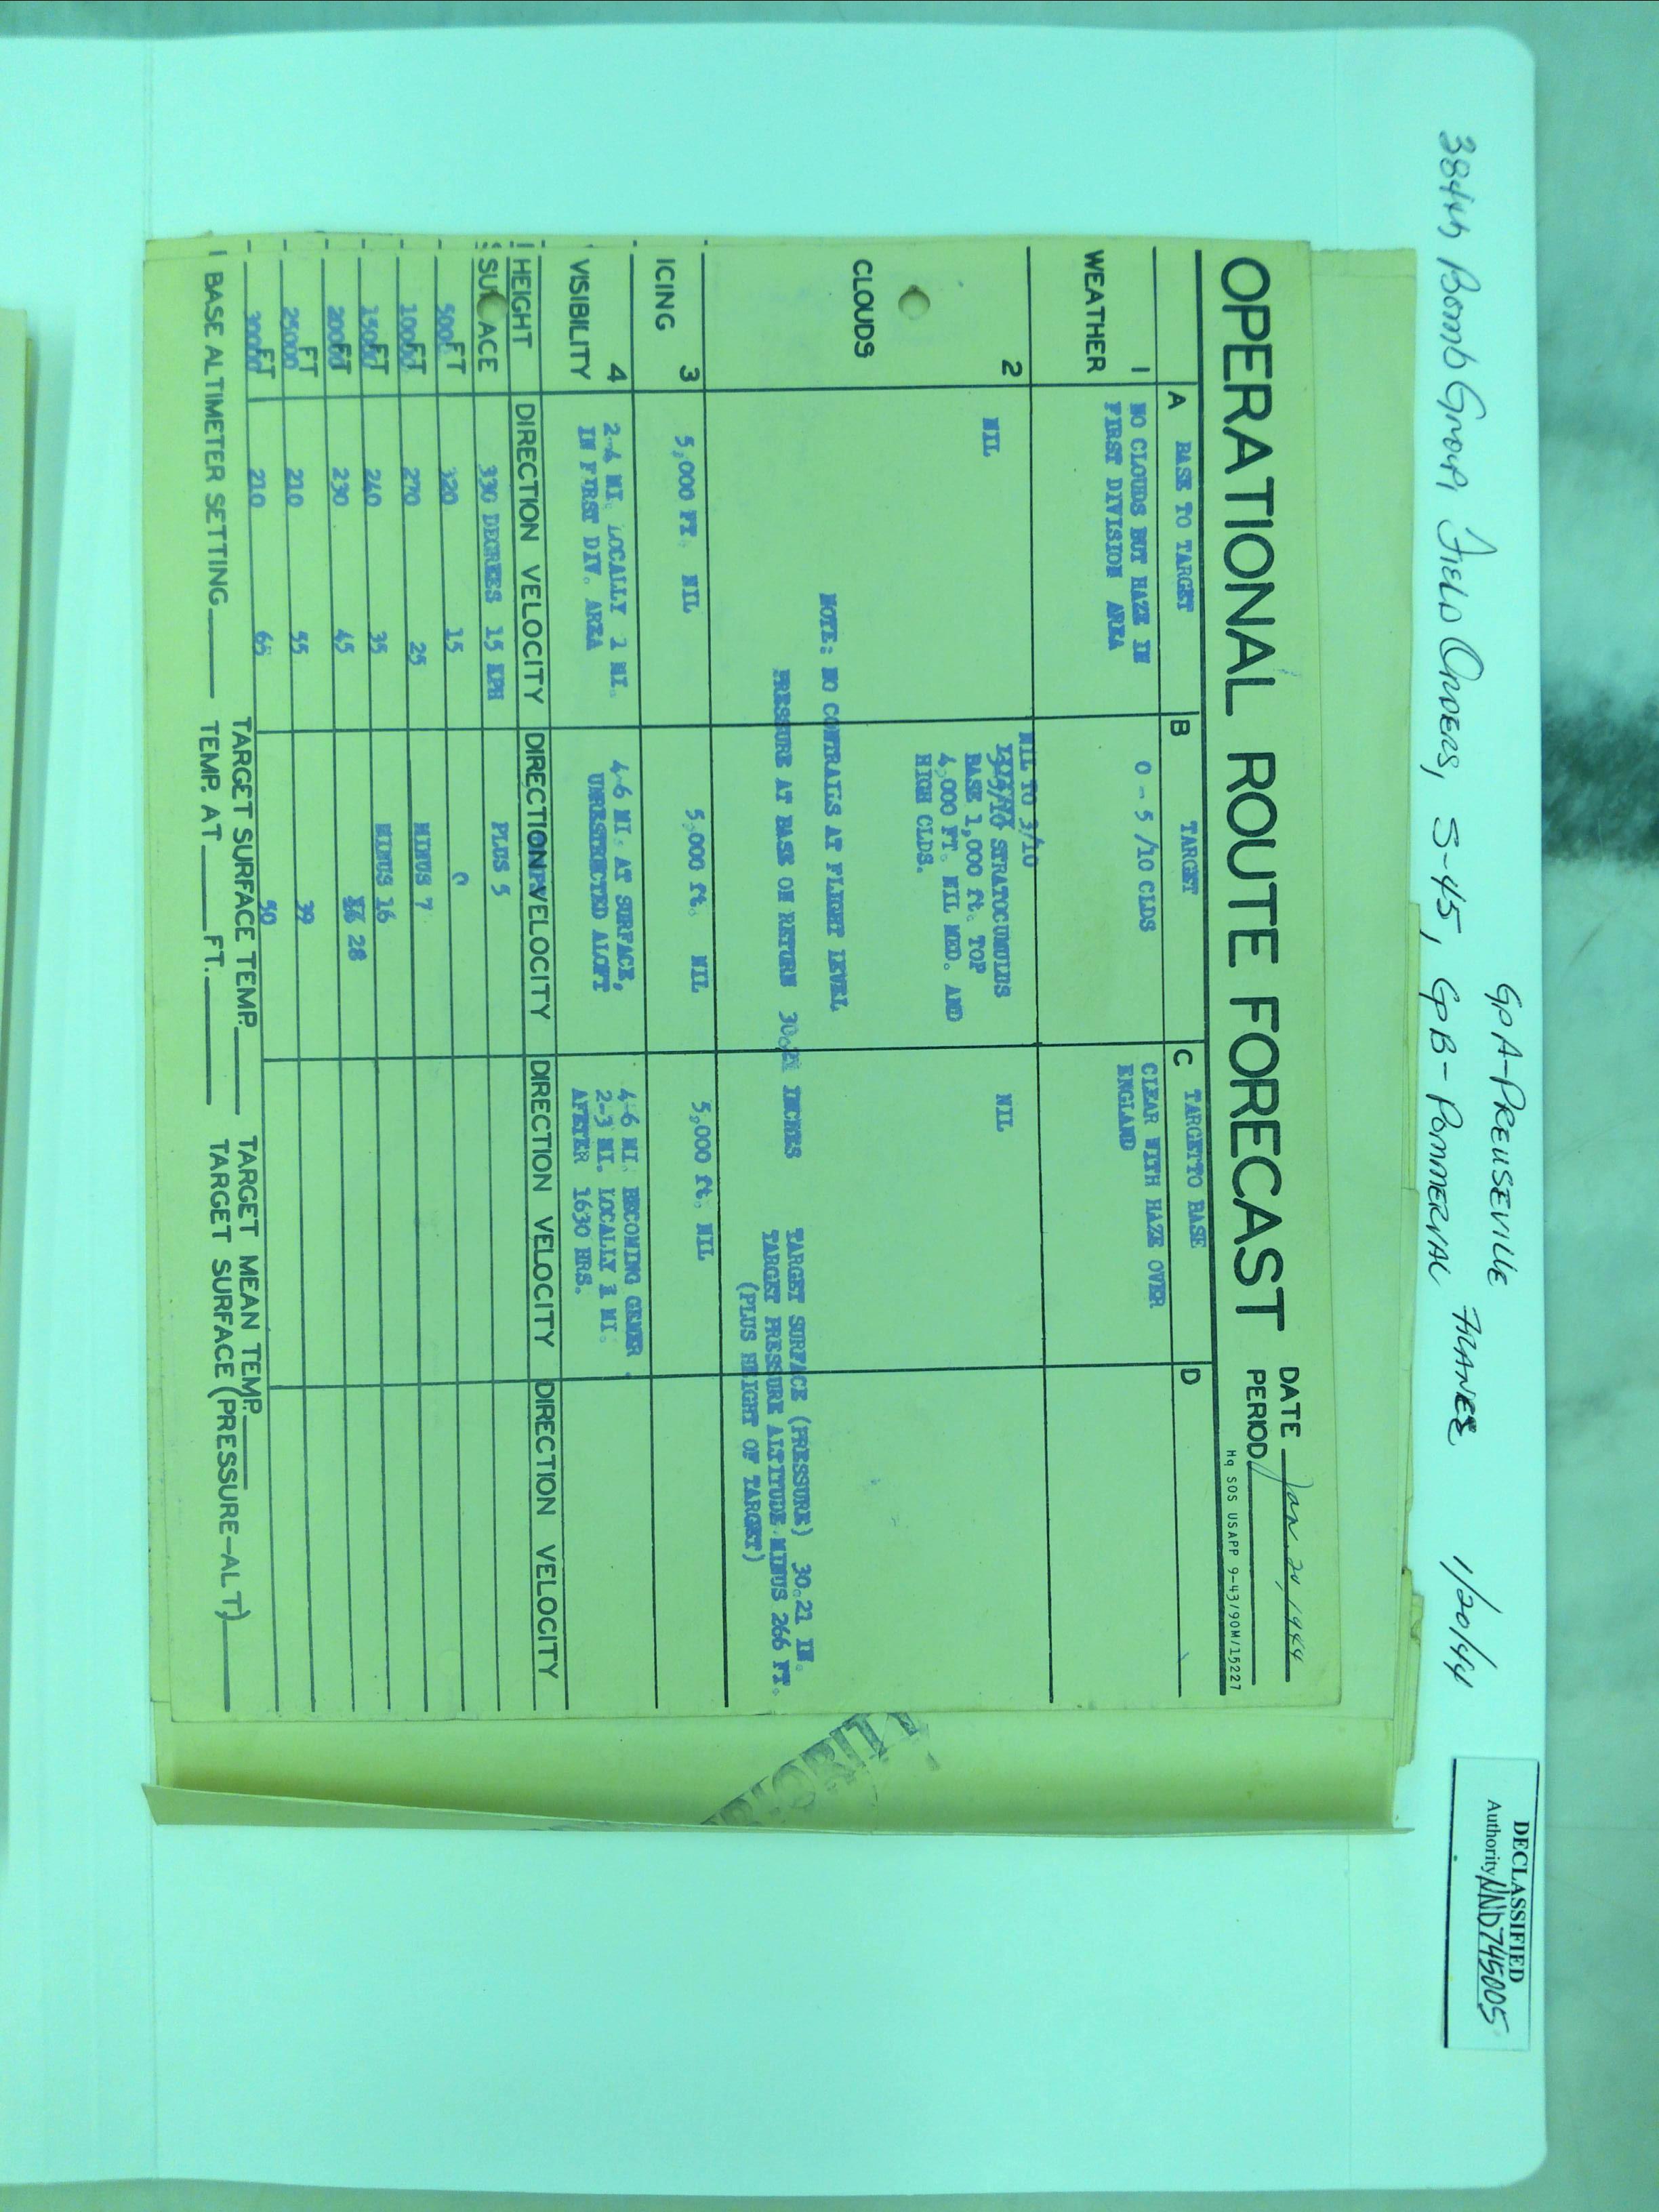 GpA-PREUSEVILLE
384th Bomb Group, Field Orders, S-45, GPB-POMMERVAL FRANCE 1/20/44
DECLASSIFIED
Authority NND745005
OPERATIONAL ROUTE FORECAST
DATE Jan. 20, 1944
PERIOD
Hq SOS USAPP 9-43/90M/15227
A BASE TO TARGET B TARGET C TARGETTO BASE D
1
WEATHER
NO CLOUDS BUT HAZE IN
FIRST DIVISION AREA
0 - 5 /10 CLDS
CLEAR WITH HAZE OVER
ENGLAND
2
CLOUDS
NIL
NIL TO 3/10
STRATOCUMULUS
BASE 1,000 ft. TOP
4,000 FT. NIL MED. AND
HIGH CLDS.
NIL
NOTE: NO CONTRAILS AT FLIGHT LEVEL
PRESSURE AT BASE ON RETURN 30.21 INCHES
TARGET SURFACE (PRESSURE) 30.21 IN.
TARGET PRESSURE ALTITUDE MINUS 266 FT.
(PLUS HEIGHT OF TARGET)
3
ICING
5,000 FT. NIL
5,000 ft. NIL
5,000 ft. NIL
4
VISIBILITY
2-4 MI. LOCALLY 1 MI.
IN FIRST DIV. AREA
4-6 MI. AT SURFACE,
UNRESTRICTED ALOFT
4-6 MI. BECOMING GENER
2-3 MI. LOCALLY 1 MI.
AFTER 1630 HRS.
HEIGHT DIRECTION VELOCITY DIRECTION VELOCITY DIRECTION VELOCITY DIRECTION VELOCITY
SU ACE 330 DEGREES 15 KPH PLUS 5
5000 FT 320 15 0
10000 FT 270 25 MINUS 7
15000 FT 240 35 MINUS 16
20000 FT 230 45 28
25000 FT 210 55 39
30000 FT 210 65 50
TARGET SURFACE TEMP. TARGET MEAN TEMP.
BASE ALTIMETER SETTING TEMP. AT FT. TARGET SURFACE (PRESSURE-ALT)